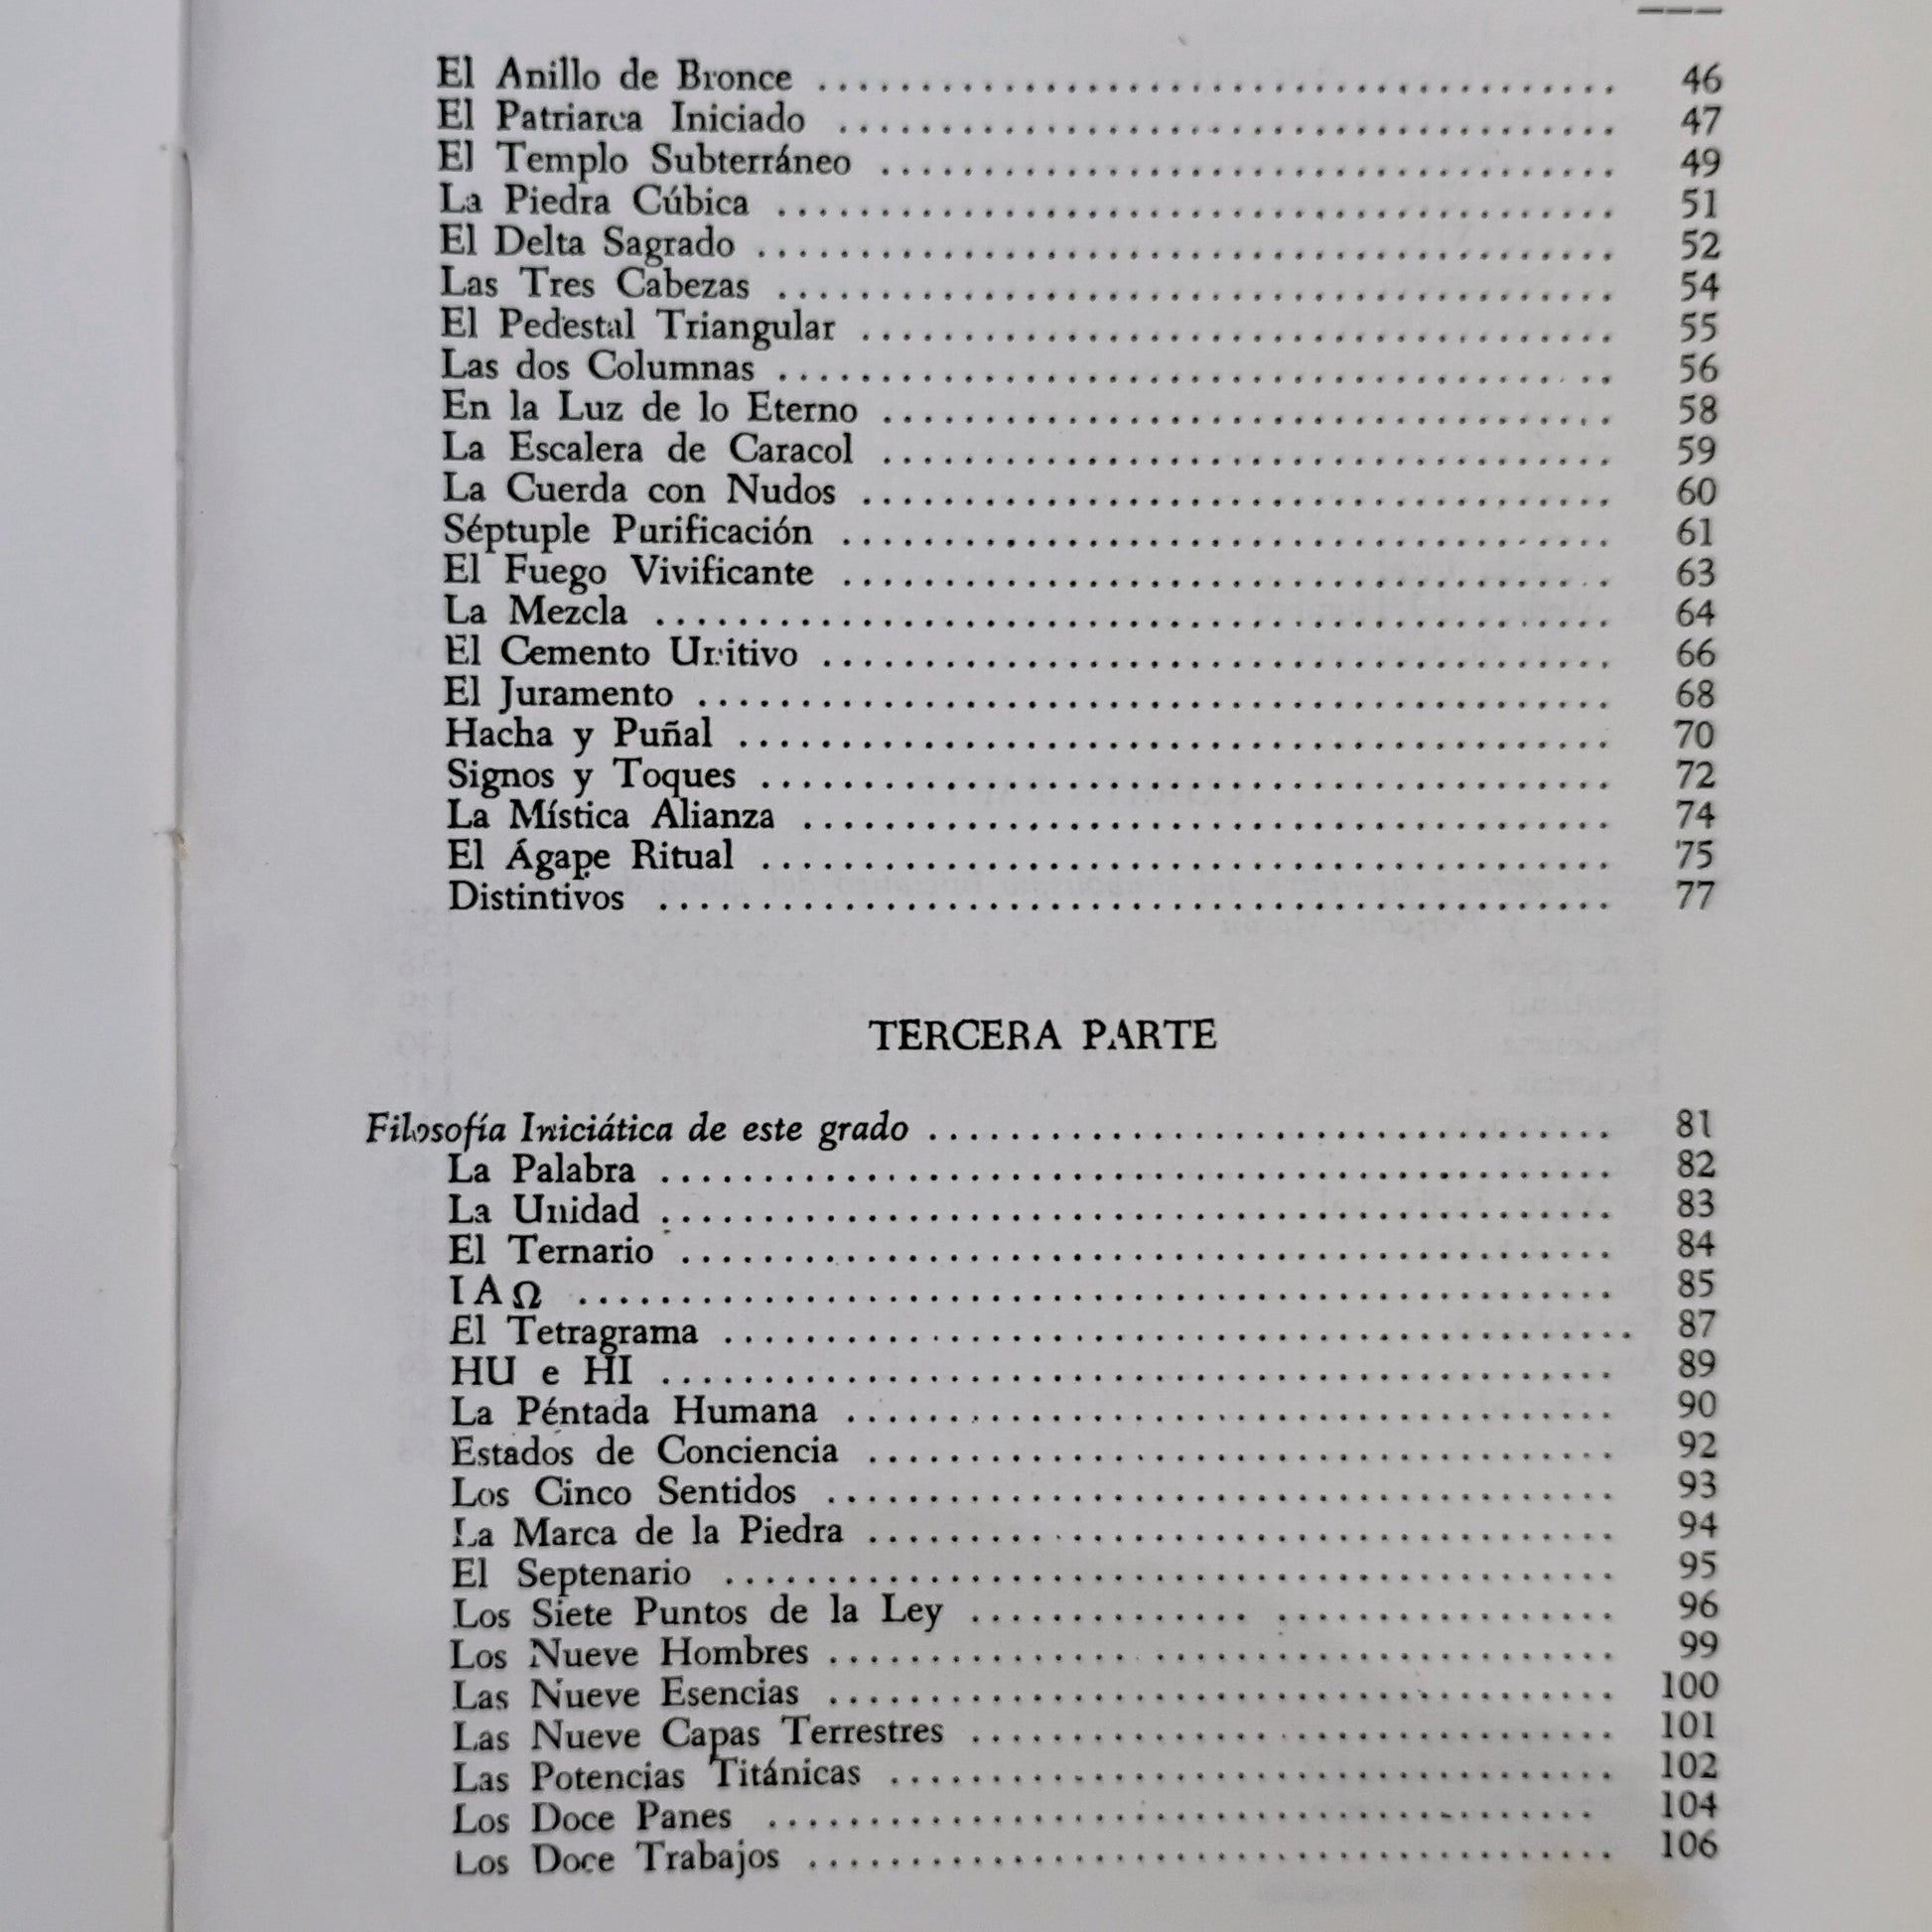 El Anillo de Bronce ........................................ 46
El Patriarca Iniciado ....................................... 47
El Templo Subterráneo ..................................... 49
La Piedra Cúbica .......................................... 51
El Delta Sagrado ........................................... 52
Las Tres Cabezas .......................................... 54
El Pedestal Triangular ...................................... 55
Las dos Columnas .......................................... 56
En la Luz de lo Eterno ..................................... 58
La Escalera de Caracol ..................................... 59
La Cuerda con Nudos ...................................... 60
Séptuple Purificación ....................................... 61
El Fuego Vivificante ....................................... 63
La Mezcla ................................................ 64
El Cemento Unitivo ........................................ 66
El Juramento .............................................. 68
Hacha y Puñal ............................................ 70
Signos y Toques ........................................... 72
La Mística Alianza ......................................... 74
El Ágape Ritual ........................................... 75
Distintivos ................................................ 77
TERCERA PARTE
Filosofía Iniciática de este grado .................................. 81
La Palabra ................................................ 82
La Unidad ................................................ 83
El Ternario ............................................... 84
I A Ω .................................................... 85
El Tetragrama ............................................. 87
HU e HI ................................................. 89
La Péntada Humana ....................................... 90
Estados de Conciencia ...................................... 92
Los Cinco Sentidos ........................................ 93
La Marca de la Piedra ...................................... 94
El Septenario ............................................. 95
Los Siete Puntos de la Ley ................................. 96
Los Nueve Hombres ....................................... 99
Las Nueve Esencias ........................................ 100
Las Nueve Capas Terrestres ................................. 101
Las Potencias Titánicas ..................................... 102
Los Doce Panes .......................................... 104
Los Doce Trabajos ........................................ 106